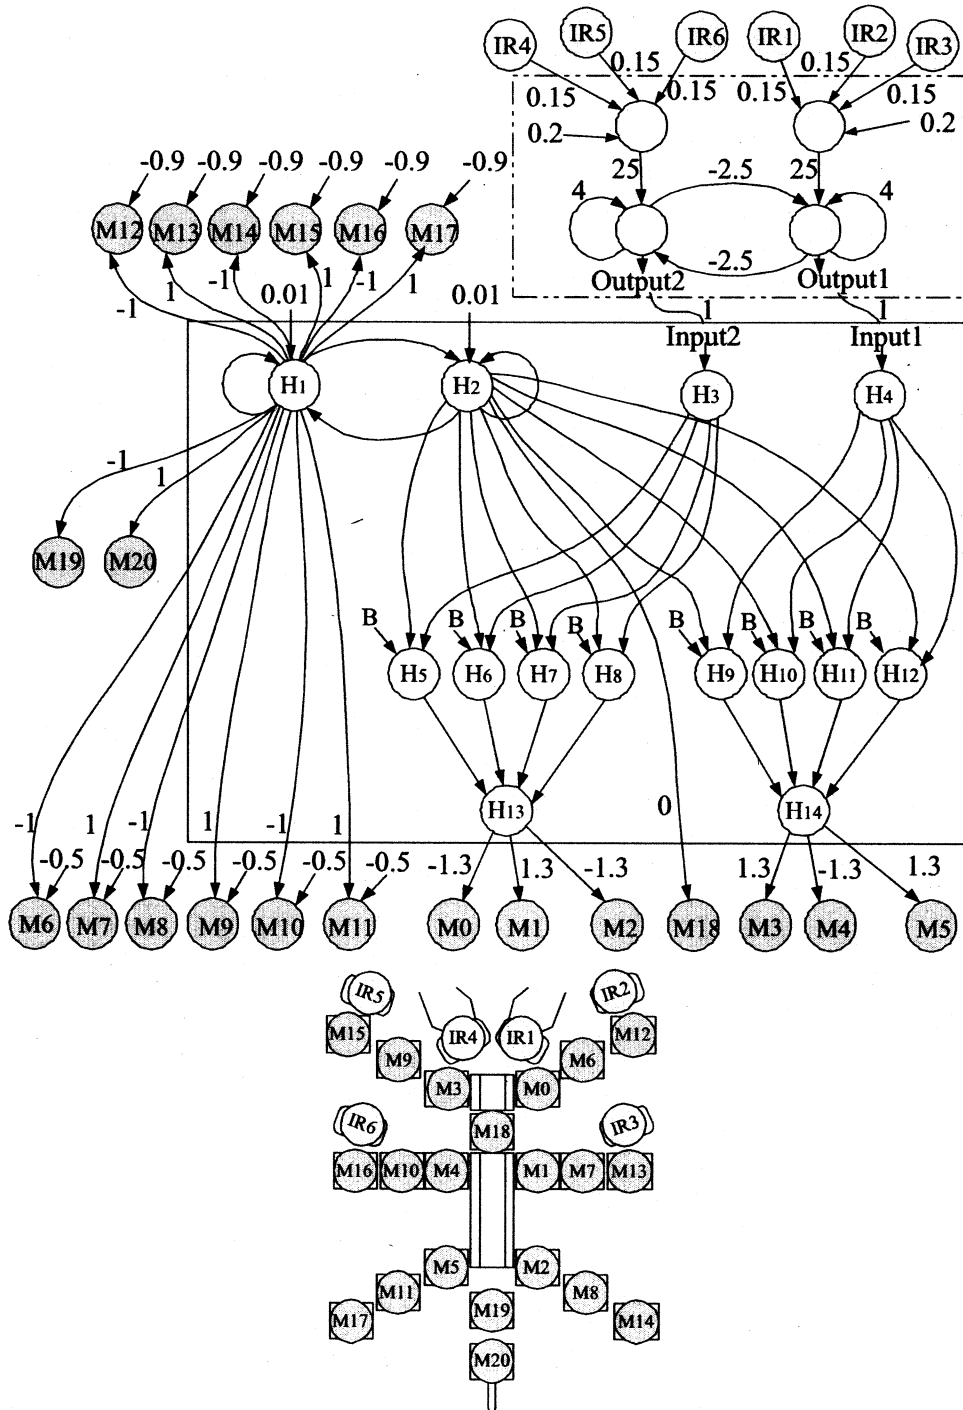 IR4 IR5 IR6 IR1 IR2 IR3
0.15 0.15 0.15 0.15 0.15 0.15
0.2 0.2
25 25
4 -2.5 4
-2.5
Output2 Output1
1 1
Input2 Input1
-0.9 -0.9 -0.9 -0.9 -0.9 -0.9
M12 M13 M14 M15 M16 M17
-1 1 -1 1 -1 1
0.01 0.01
H1 H2 H3 H4
-1 1
M19 M20
B B B B B B B B
H5 H6 H7 H8 H9 H10 H11 H12
H13 H14
-1 1 -1 1 -1 1 0
-0.5 -0.5 -0.5 -0.5 -0.5 -0.5
-1.3 1.3 -1.3 1.3 -1.3 1.3
M6 M7 M8 M9 M10 M11 M0 M1 M2 M18 M3 M4 M5
IR5 IR2
M15 IR4 IR1 M12
M9 M6
M3 M0
IR6 M18 IR3
M16 M10 M4 M1 M7 M13
M5 M2
M11 M8
M17 M19 M14
M20